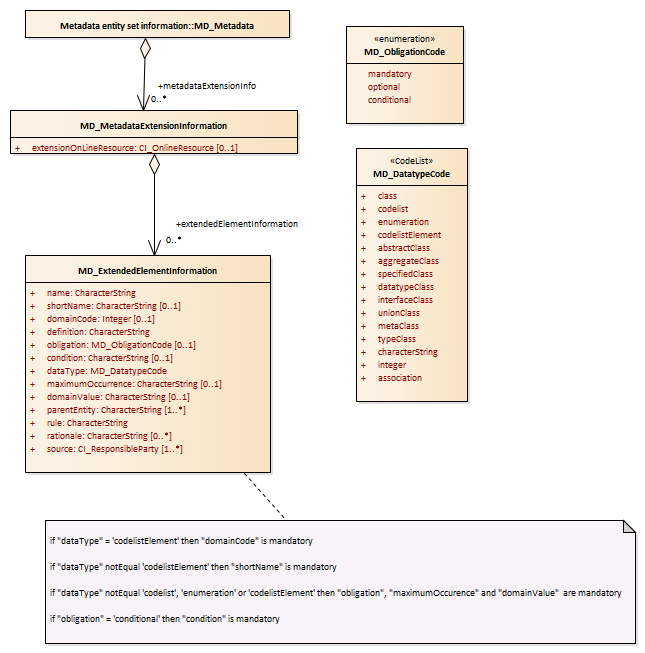 Metadata entity set information::MD_Metadata
+metadataExtensionInfo
0..*
MD_MetadataExtensionInformation
+ extensionOnLineResource: CI_OnlineResource [0..1]
+extendedElementInformation
0..*
MD_ExtendedElementInformation
+ name: CharacterString
+ shortName: CharacterString [0..1]
+ domainCode: Integer [0..1]
+ definition: CharacterString
+ obligation: MD_ObligationCode [0..1]
+ condition: CharacterString [0..1]
+ dataType: MD_DatatypeCode
+ maximumOccurrence: CharacterString [0..1]
+ domainValue: CharacterString [0..1]
+ parentEntity: CharacterString [1..*]
+ rule: CharacterString
+ rationale: CharacterString [0..*]
+ source: CI_ResponsibleParty [1..*]
«enumeration»
MD_ObligationCode
mandatory
optional
conditional
«CodeList»
MD_DatatypeCode
+ class
+ codelist
+ enumeration
+ codelistElement
+ abstractClass
+ aggregateClass
+ specifiedClass
+ datatypeClass
+ interfaceClass
+ unionClass
+ metaClass
+ typeClass
+ characterString
+ integer
+ association
if "dataType" = 'codelistElement' then "domainCode" is mandatory
if "dataType" notEqual 'codelistElement' then "shortName" is mandatory
if "dataType" notEqual 'codelist', 'enumeration' or 'codelistElement' then "obligation", "maximumOccurence" and "domainValue" are mandatory
if "obligation" = 'conditional' then "condition" is mandatory